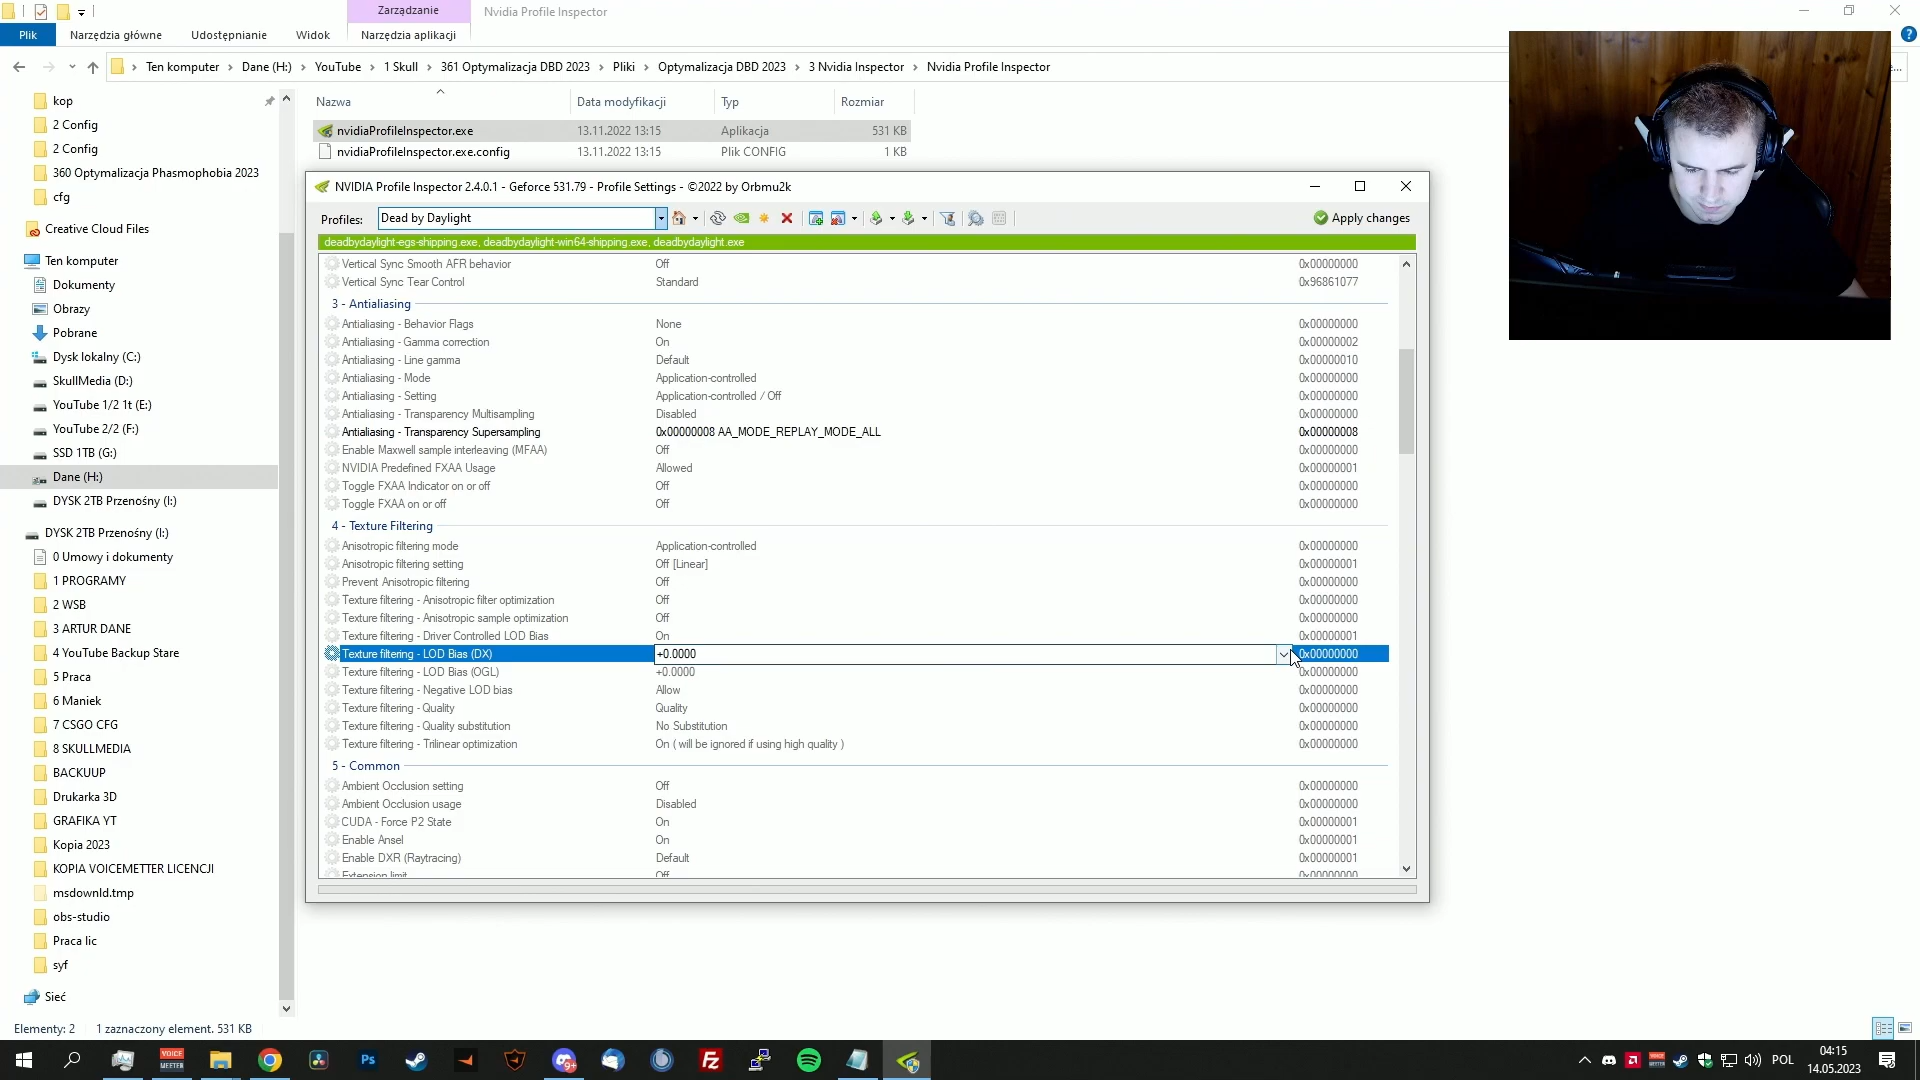 Zarządzanie
Nvidia Profile Inspector
Plik
Narzędzia główne
Udostępnianie
Widok
Narzędzia aplikacji
Ten komputer
Dane (H:)
YouTube
1 Skull
361 Optymalizacja DBD 2023
Pliki
Optymalizacja DBD 2023
3 Nvidia Inspector
Nvidia Profile Inspector
kop
2 Config
2 Config
360 Optymalizacja Phasmophobia 2023
cfg
Creative Cloud Files
Ten komputer
Dokumenty
Obrazy
Pobrane
Dysk lokalny (C:)
SkullMedia (D:)
YouTube 1/2 1t (E:)
YouTube 2/2 (F:)
SSD 1TB (G:)
Dane (H:)
DYSK 2TB Przenośny (I:)
DYSK 2TB Przenośny (I:)
0 Umowy i dokumenty
1 PROGRAMY
2 WSB
3 ARTUR DANE
4 YouTube Backup Stare
5 Praca
6 Maniek
7 CSGO CFG
8 SKULLMEDIA
BACKUUP
Drukarka 3D
GRAFIKA YT
Kopia 2023
KOPIA VOICEMETTER LICENCJI
msdownld.tmp
obs-studio
Praca lic
syf
Sieć
Nazwa Data modyfikacji Typ Rozmiar
nvidiaProfileInspector.exe 13.11.2022 13:15 Aplikacja 531 KB
nvidiaProfileInspector.exe.config 13.11.2022 13:15 Plik CONFIG 1 KB
NVIDIA Profile Inspector 2.4.0.1 - Geforce 531.79 - Profile Settings - ©2022 by Orbmu2k
Profiles: Dead by Daylight Apply changes
deadbydaylight-egs-shipping.exe, deadbydaylight-win64-shipping.exe, deadbydaylight.exe
Vertical Sync Smooth AFR behavior Off 0x00000000
Vertical Sync Tear Control Standard 0x96861077
3 - Antialiasing
Antialiasing - Behavior Flags None 0x00000000
Antialiasing - Gamma correction On 0x00000002
Antialiasing - Line gamma Default 0x00000010
Antialiasing - Mode Application-controlled 0x00000000
Antialiasing - Setting Application-controlled / Off 0x00000000
Antialiasing - Transparency Multisampling Disabled 0x00000000
Antialiasing - Transparency Supersampling 0x00000008 AA_MODE_REPLAY_MODE_ALL 0x00000008
Enable Maxwell sample interleaving (MFAA) Off 0x00000000
NVIDIA Predefined FXAA Usage Allowed 0x00000001
Toggle FXAA Indicator on or off Off 0x00000000
Toggle FXAA on or off Off 0x00000000
4 - Texture Filtering
Anisotropic filtering mode Application-controlled 0x00000000
Anisotropic filtering setting Off [Linear] 0x00000001
Prevent Anisotropic filtering Off 0x00000000
Texture filtering - Anisotropic filter optimization Off 0x00000000
Texture filtering - Anisotropic sample optimization Off 0x00000000
Texture filtering - Driver Controlled LOD Bias On 0x00000001
Texture filtering - LOD Bias (DX) +0.0000 0x00000000
Texture filtering - LOD Bias (OGL) +0.0000 0x00000000
Texture filtering - Negative LOD bias Allow 0x00000000
Texture filtering - Quality Quality 0x00000000
Texture filtering - Quality substitution No Substitution 0x00000000
Texture filtering - Trilinear optimization On ( will be ignored if using high quality ) 0x00000000
5 - Common
Ambient Occlusion setting Off 0x00000000
Ambient Occlusion usage Disabled 0x00000000
CUDA - Force P2 State On 0x00000001
Enable Ansel On 0x00000001
Enable DXR (Raytracing) Default 0x00000001
Extension limit Off 0x00000000
Elementy: 2 1 zaznaczony element. 531 KB
VOICE
MEETER
Ps
Fz
POL
04:15
14.05.2023